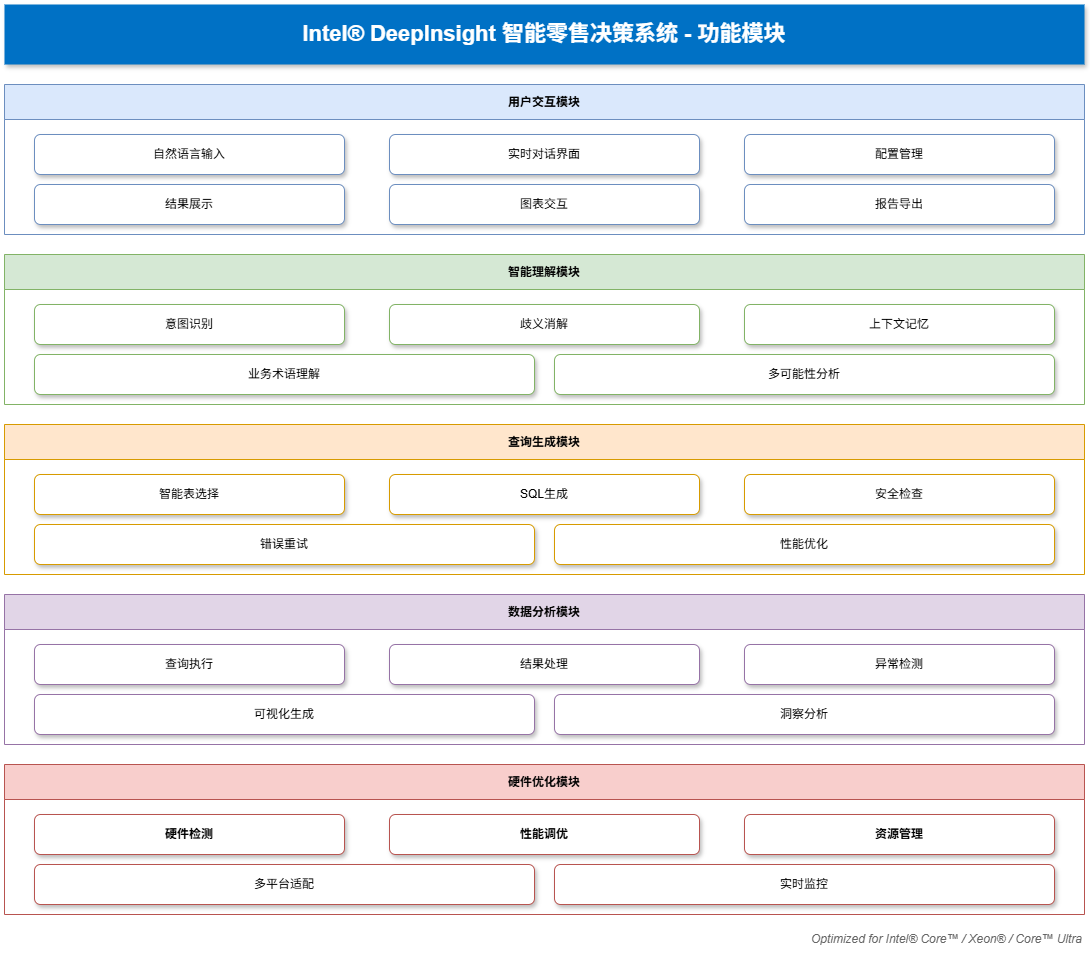 Intel® DeepInsight 智能零售决策系统 - 功能模块
用户交互模块
自然语言输入
实时对话界面
配置管理
结果展示
图表交互
报告导出
智能理解模块
意图识别
歧义消解
上下文记忆
业务术语理解
多可能性分析
查询生成模块
智能表选择
SQL生成
安全检查
错误重试
性能优化
数据分析模块
查询执行
结果处理
异常检测
可视化生成
洞察分析
硬件优化模块
硬件检测
性能调优
资源管理
多平台适配
实时监控
Optimized for Intel® Core™ / Xeon® / Core™ Ultra